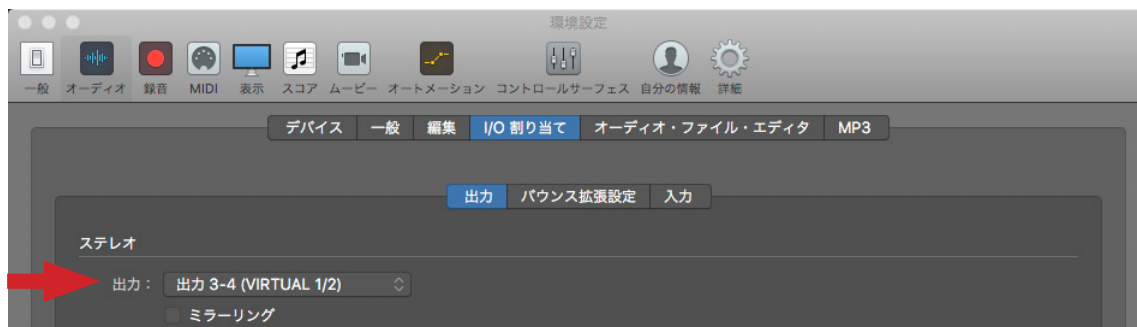 環境設定
一般 オーディオ 録音 MIDI 表示 スコア ムービー オートメーション コントロールサーフェス 自分の情報 詳細
デバイス 一般 編集 I/O 割り当て オーディオ・ファイル・エディタ MP3
出力 バウンス拡張設定 入力
ステレオ
出力： 出力 3-4 (VIRTUAL 1/2)
ミラーリング